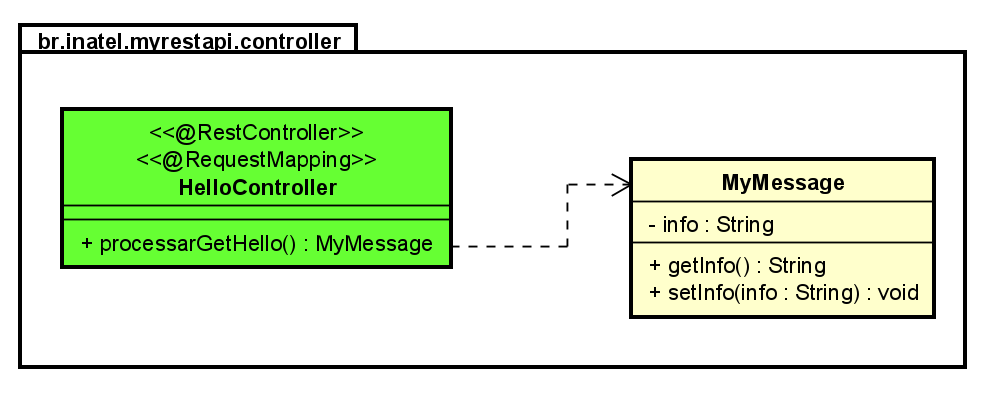 br.inatel.myrestapi.controller
<<@RestController>>
<<@RequestMapping>>
HelloController
+ processarGetHello() : MyMessage
MyMessage
- info : String
+ getInfo() : String
+ setInfo(info : String) : void